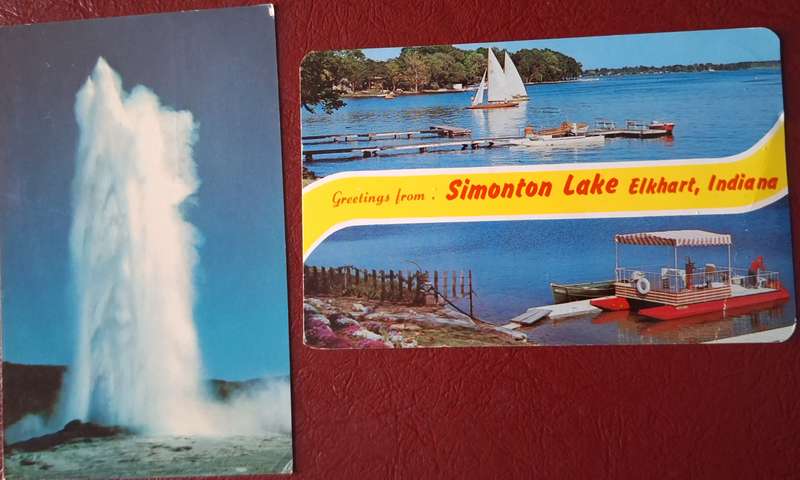 Greetings from : Simonton Lake Elkhart, Indiana